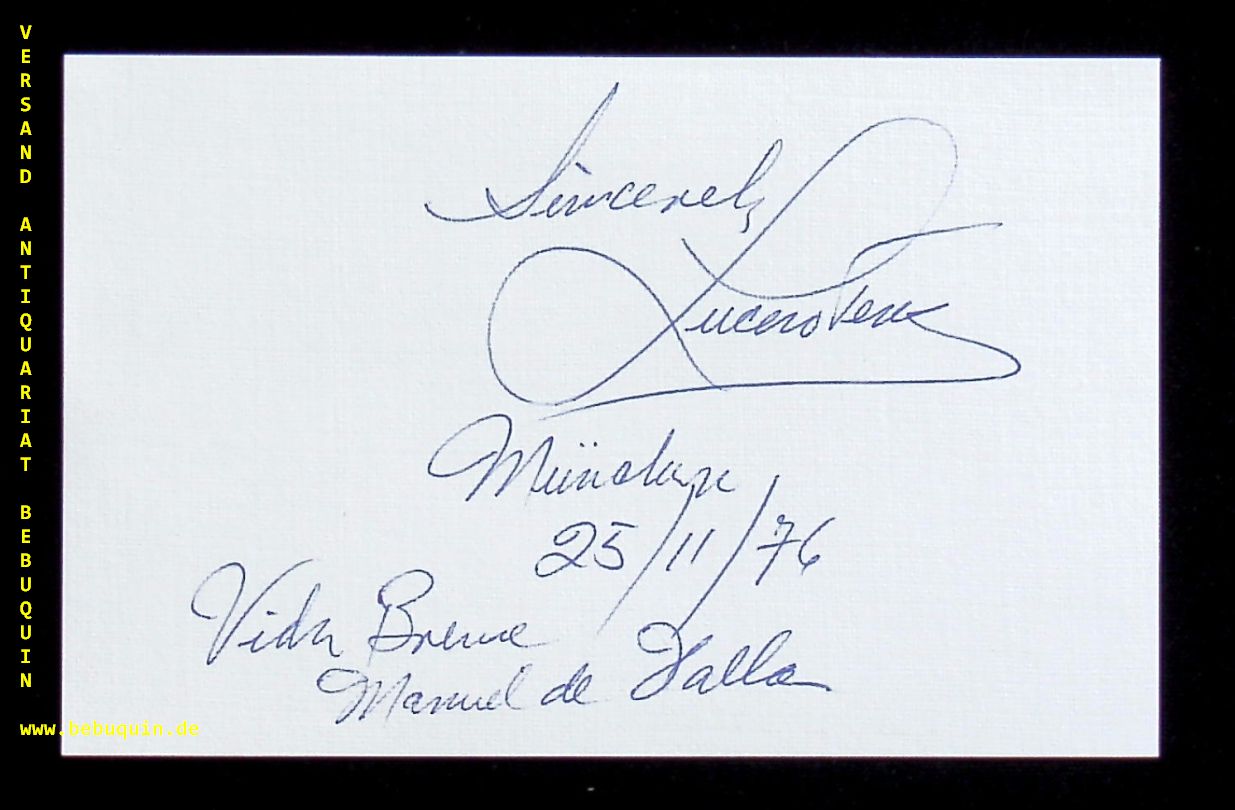 VERSAND ANTIQUARIAT BEBUQUIN
Sincerely
Lucero Tena
München
25/11/76
Vida Breve
Manuel de Falla
www.bebuquin.de